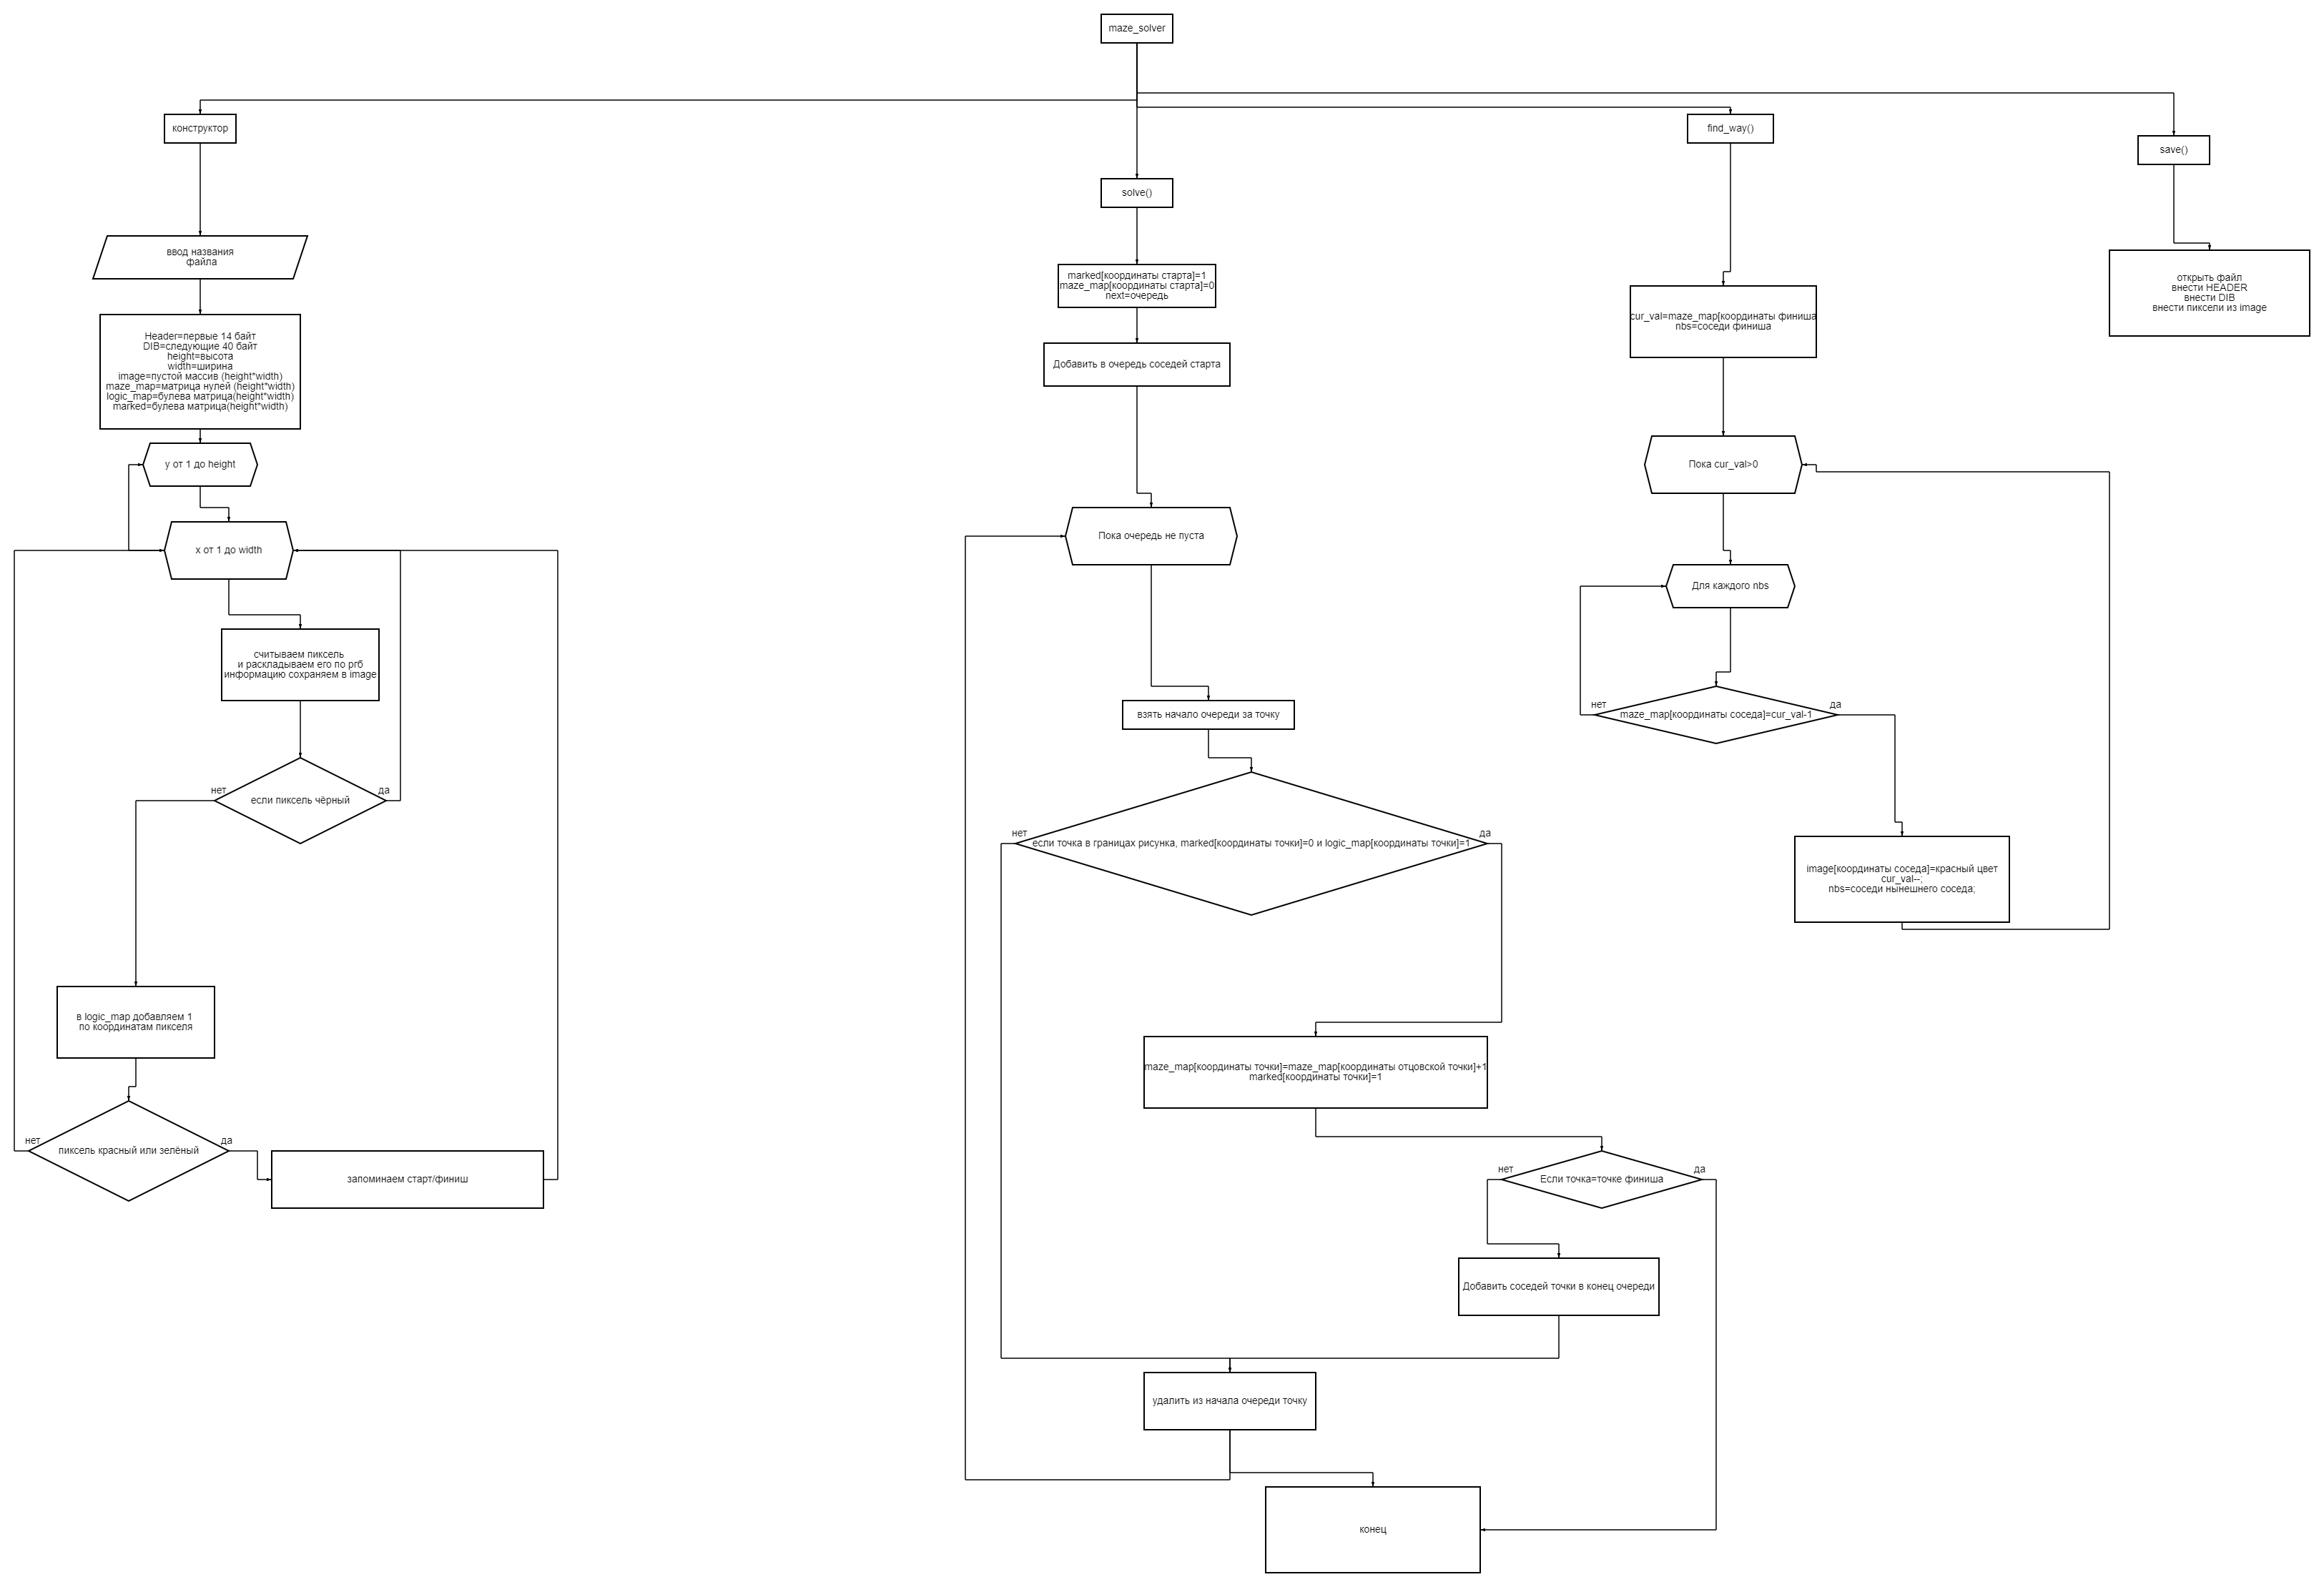 maze_solver
конструктор
find_way()
save()
solve()
ввод названия
файла
marked[координаты старта]=1
maze_map[координаты старта]=0
next=очередь
открыть файл
внести HEADER
внести DIB
внести пиксели из image
Header=первые 14 байт
DIB=следующие 40 байт
height=высота
width=ширина
image=пустой массив (height*width)
maze_map=матрица нулей (height*width)
logic_map=булева матрица(height*width)
marked=булева матрица(height*width)
cur_val=maze_map[координаты финиша
nbs=соседи финиша
Добавить в очередь соседей старта
y от 1 до height
Пока cur_val>0
x от 1 до width
Пока очередь не пуста
Для каждого nbs
считываем пиксель
и раскладываем его по ргб
информацию сохраняем в image
взять начало очереди за точку
нет
maze_map[координаты соседа]=cur_val-1
да
нет
если пиксель чёрный
да
нет
если точка в границах рисунка, marked[координаты точки]=0 и logic_map[координаты точки]=1
да
image[координаты соседа]=красный цвет
cur_val--;
nbs=соседи нынешнего соседа;
в logic_map добавляем 1
по координатам пикселя
maze_map[координаты точки]=maze_map[координаты отцовской точки]+1
marked[координаты точки]=1
нет
пиксель красный или зелёный
да
запоминаем старт/финиш
нет
Если точка=точке финиша
да
Добавить соседей точки в конец очереди
удалить из начала очереди точку
конец